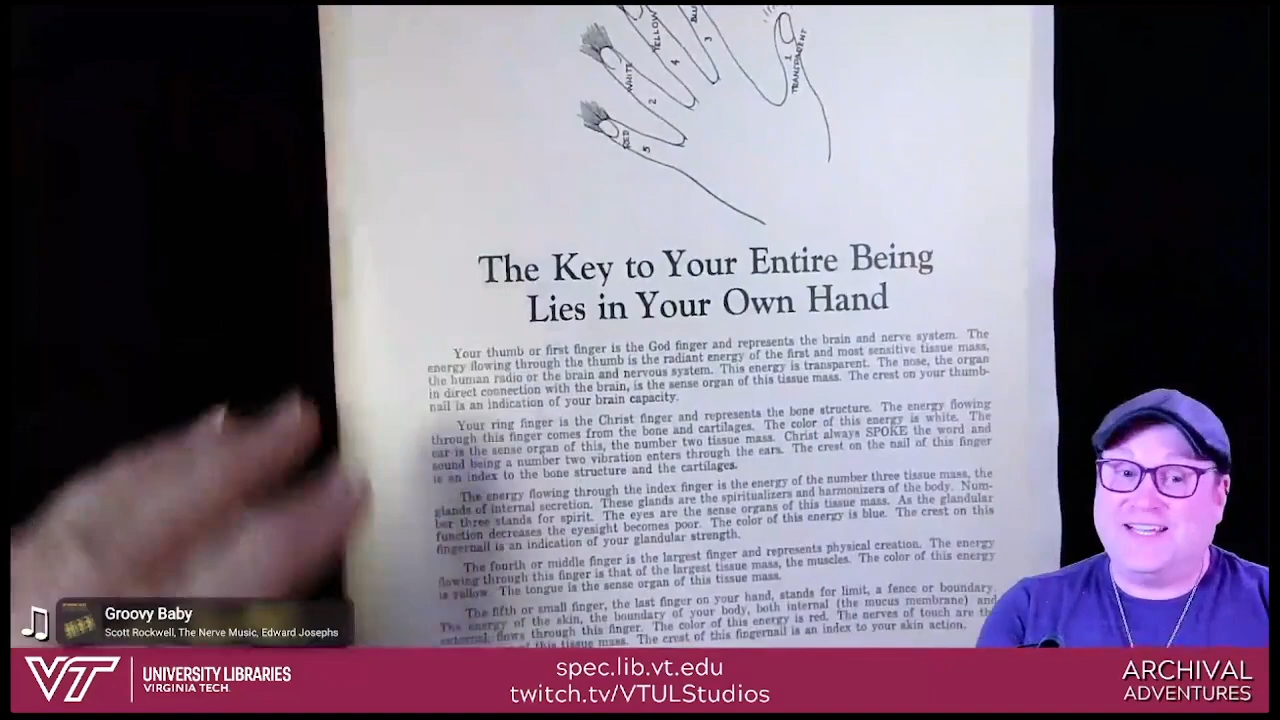 YELLOW
4
3
1
TRANSPARENT
WHITE
2
RED
5
The Key to Your Entire Being
Lies in Your Own Hand
Your thumb or first finger is the God finger and represents the brain and nerve system. The
energy flowing through the thumb is the radiant energy of the first and most sensitive tissue mass,
the human radio or the brain and nervous system. This energy is transparent. The nose, the organ
in direct connection with the brain, is the sense organ of this tissue mass. The crest on your thumb-
nail is an indication of your brain capacity.
Your ring finger is the Christ finger and represents the bone structure. The energy flowing
through this finger comes from the bone and cartilages. The color of this energy is white. The
ear is the sense organ of this, the number two tissue mass. Christ always SPOKE the word and
sound being a number two vibration enters through the ears. The crest on the nail of this finger
is an index to the bone structure and the cartilages.
The energy flowing through the index finger is the energy of the number three tissue mass, the
glands of internal secretion. These glands are the spiritualizers and harmonizers of the body. Num-
ber three stands for spirit. The eyes are the sense organs of this tissue mass. As the glandular
function decreases the eyesight becomes poor. The color of this energy is blue. The crest on this
fingernail is an indication of your glandular strength.
The fourth or middle finger is the largest finger and represents physical creation. The energy
flowing through this finger is that of the largest tissue mass, the muscles. The color of this energy
is yellow. The tongue is the sense organ of this tissue mass.
The fifth or small finger, the last finger on your hand, stands for limit, a fence or boundary.
The energy of the skin, the boundary of your body, both internal (the mucus membrane) and
external, flows through this finger. The color of this energy is red. The nerves of touch are the
of this tissue mass. The crest of this fingernail is an index to your skin action.
Groovy Baby
Scott Rockwell, The Nerve Music, Edward Josephs
VT
UNIVERSITY LIBRARIES
VIRGINIA TECH.
spec.lib.vt.edu
twitch.tv/VTULStudios
ARCHIVAL
ADVENTURES